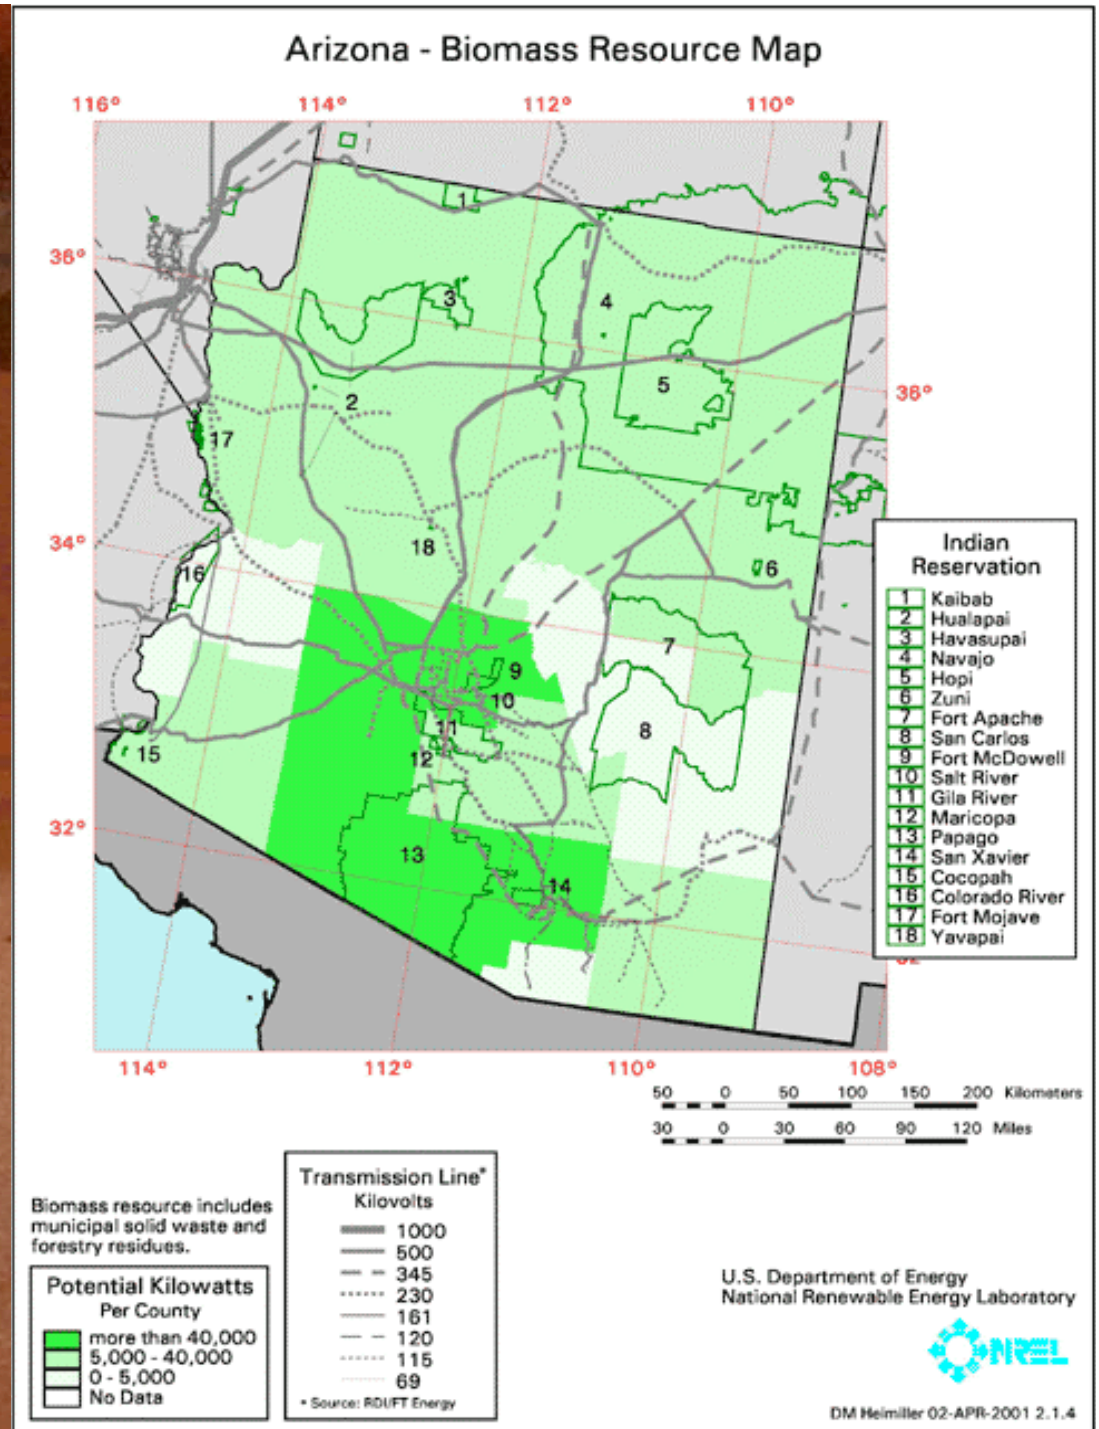 Arizona - Biomass Resource Map
116°
114°
112°
110°
36°
36°
34°
32°
114°
112°
110°
108°
1
2
3
4
5
6
7
8
9
10
11
12
13
14
15
16
17
18
Indian
Reservation
1 Kaibab
2 Hualapai
3 Havasupai
4 Navajo
5 Hopi
6 Zuni
7 Fort Apache
8 San Carlos
9 Fort McDowell
10 Salt River
11 Gila River
12 Maricopa
13 Papago
14 San Xavier
15 Cocopah
16 Colorado River
17 Fort Mojave
18 Yavapai
50 0 50 100 150 200 Kilometers
30 0 30 60 90 120 Miles
Biomass resource includes
municipal solid waste and
forestry residues.
Potential Kilowatts
Per County
more than 40,000
5,000 - 40,000
0 - 5,000
No Data
Transmission Line*
Kilovolts
1000
500
345
230
161
120
115
69
* Source: RDI/FT Energy
U.S. Department of Energy
National Renewable Energy Laboratory
NREL
DM Heimiller 02-APR-2001 2.1.4